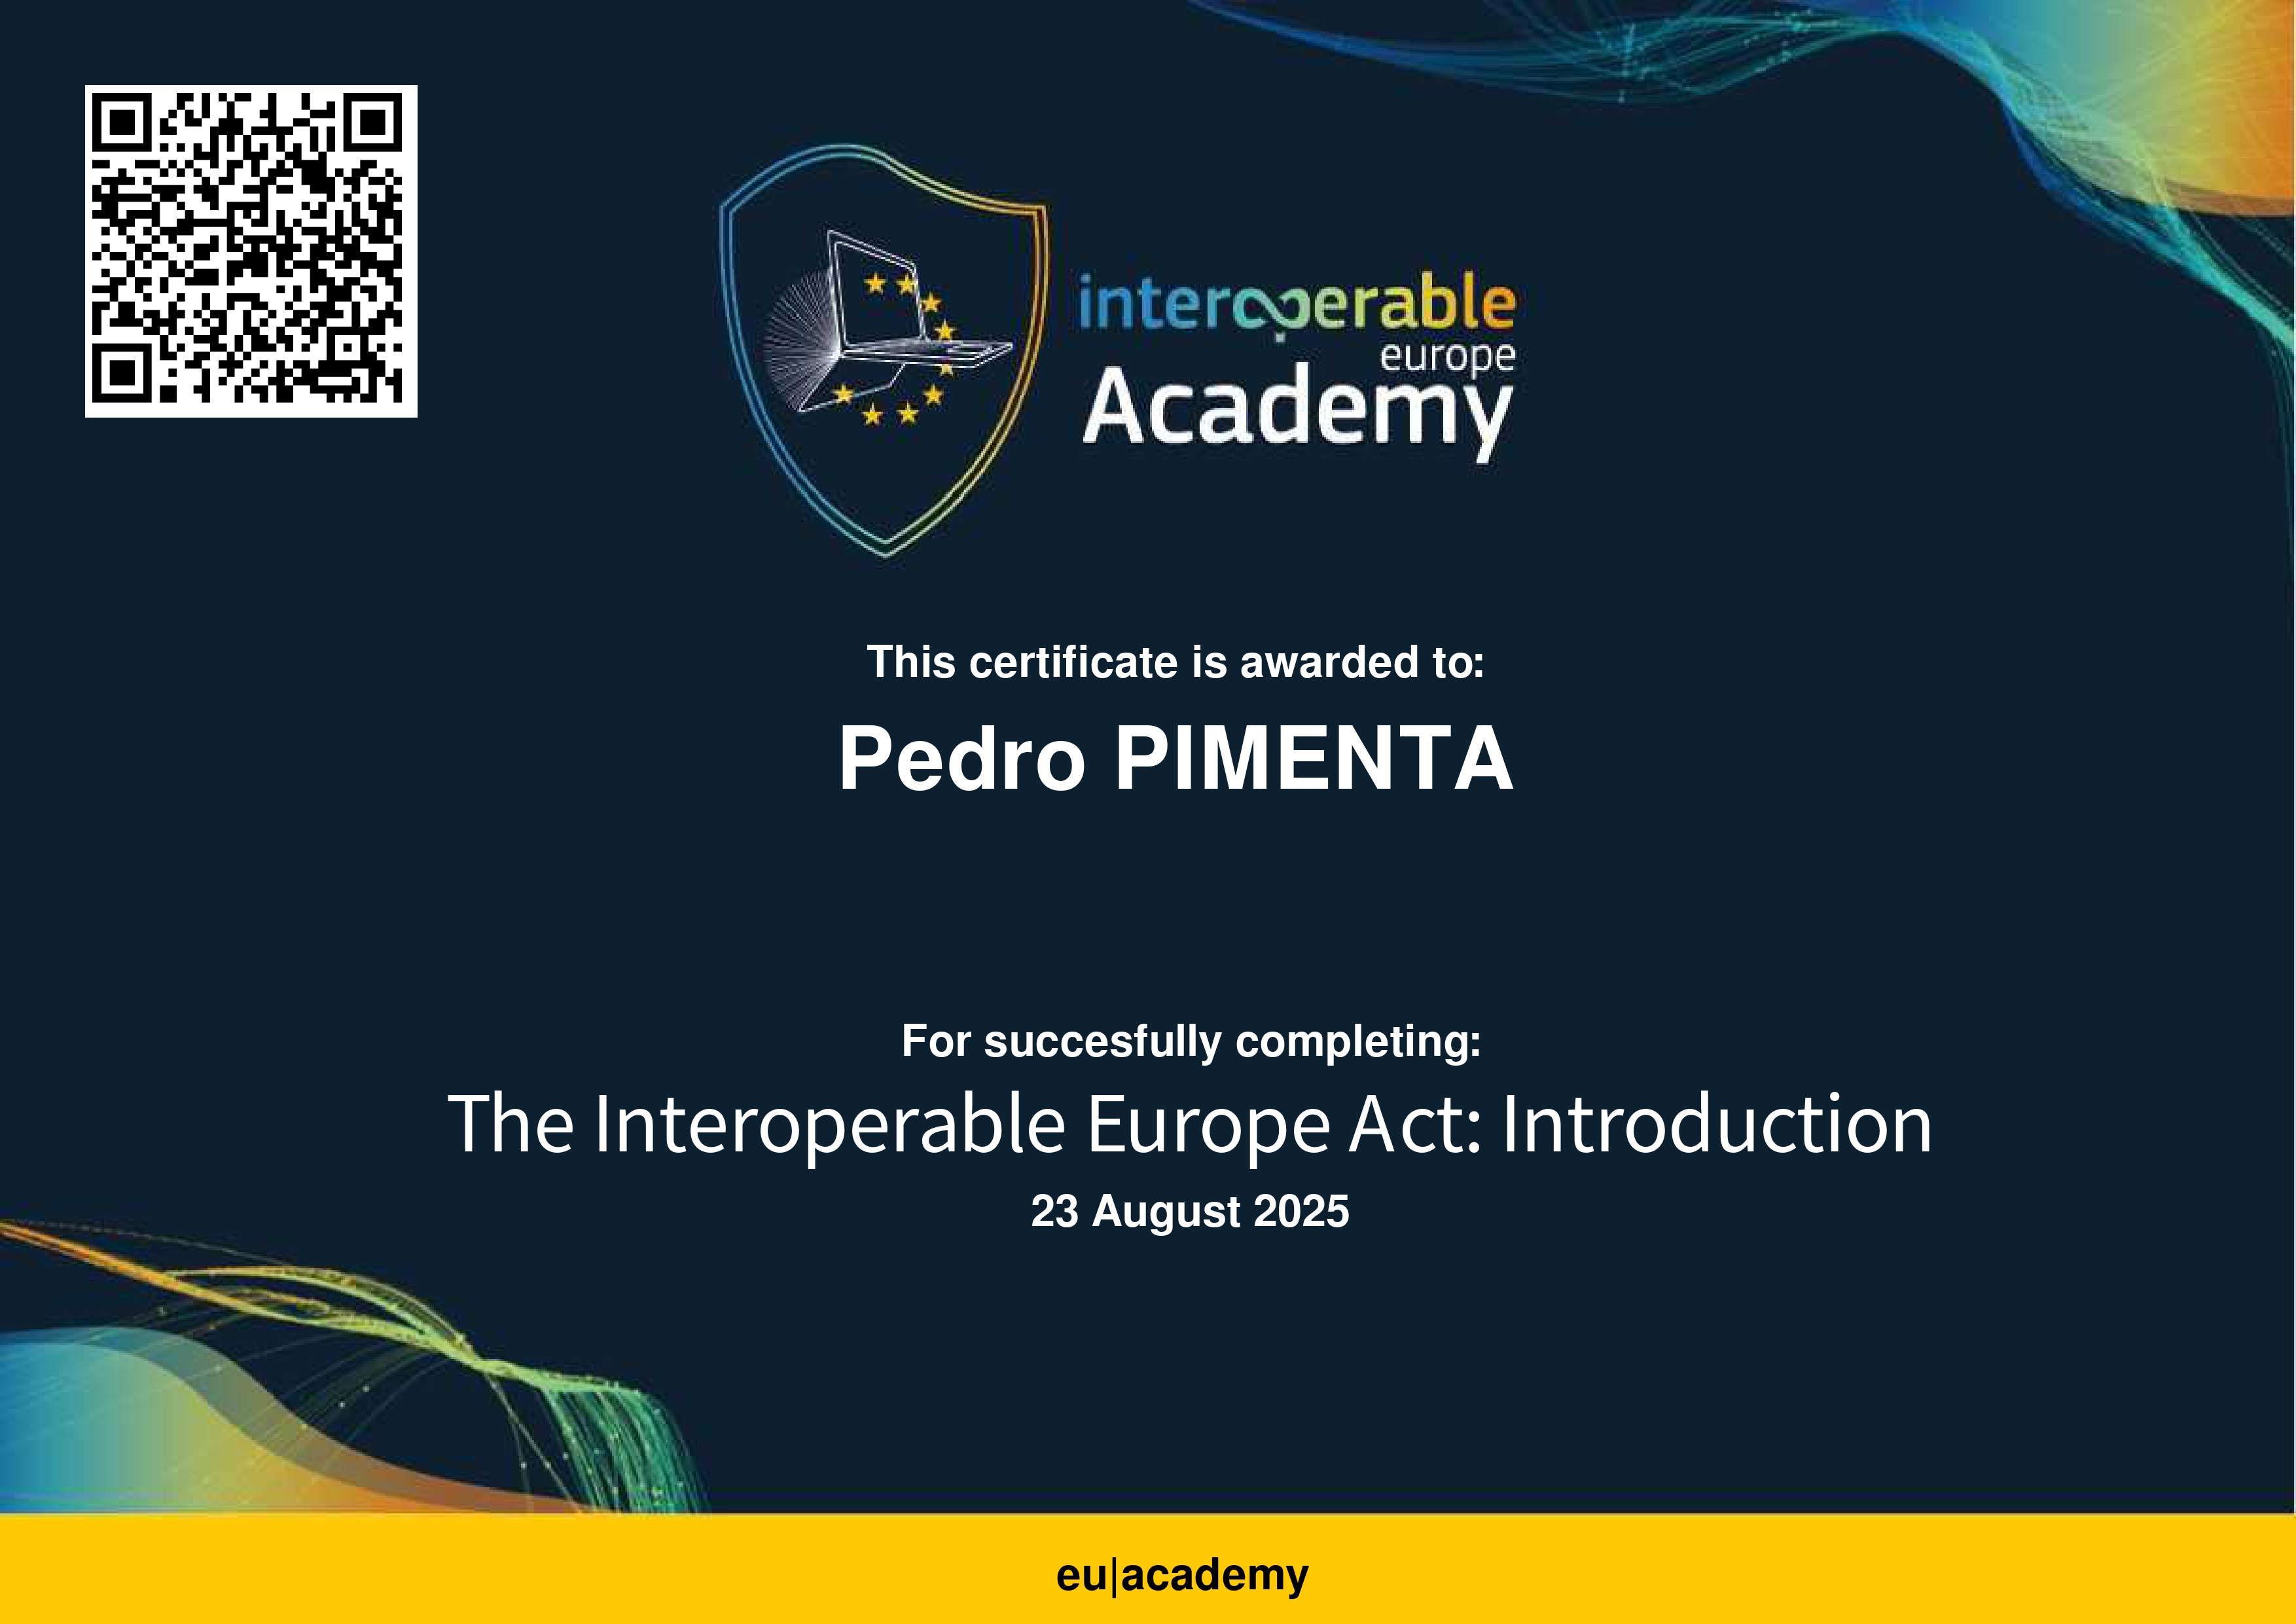 interoperable
europe
Academy
This certificate is awarded to:
Pedro PIMENTA
For succesfully completing:
The Interoperable Europe Act: Introduction
23 August 2025
eu|academy